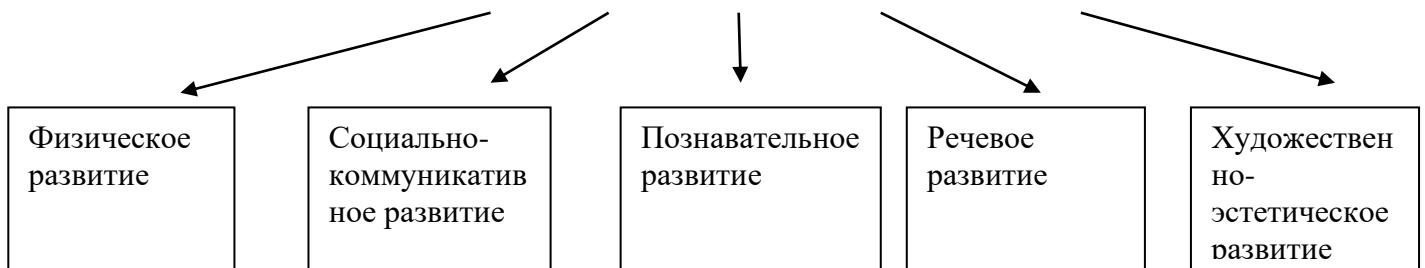 Физическое
развитие
Социально-
коммуникатив
ное развитие
Познавательное
развитие
Речевое
развитие
Художествен
но-
эстетическое
развитие